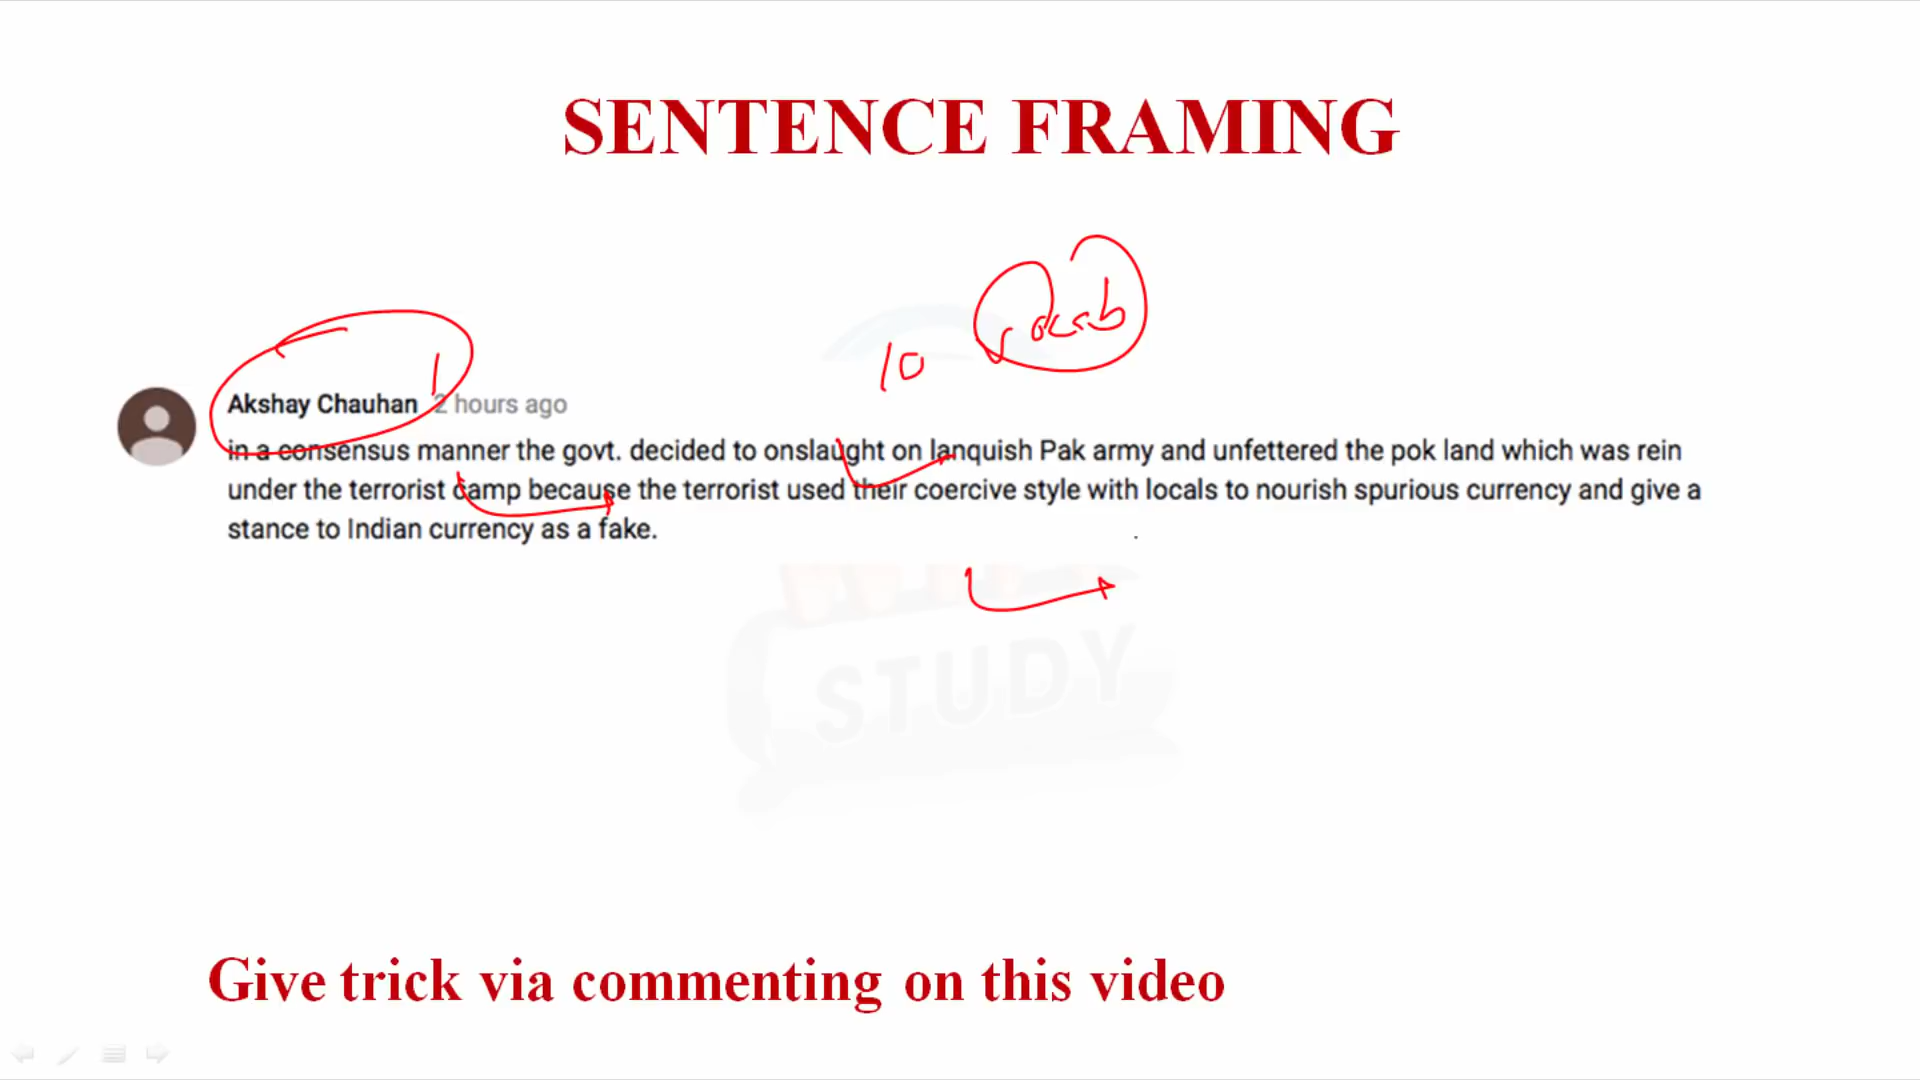 SENTENCE FRAMING
10 vocab
Akshay Chauhan 2 hours ago
in a consensus manner the govt. decided to onslaught on lanquish Pak army and unfettered the pok land which was rein
under the terrorist camp because the terrorist used their coercive style with locals to nourish spurious currency and give a
stance to Indian currency as a fake.
STUDY
Give trick via commenting on this video